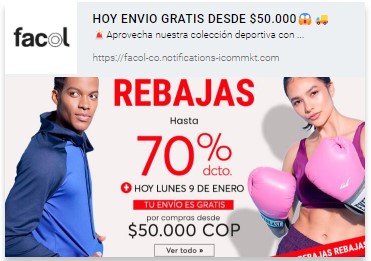 facol
HOY ENVIO GRATIS DESDE $50.000😱 🚚
🚨 Aprovecha nuestra colección deportiva con ...
https://facol-co.notifications-icommkt.com
REBAJAS
Hasta
70% dcto.
+ HOY LUNES 9 DE ENERO
TU ENVÍO ES GRATIS
por compras desde
$50.000 COP
Ver todo »
REBAJAS REBAJAS